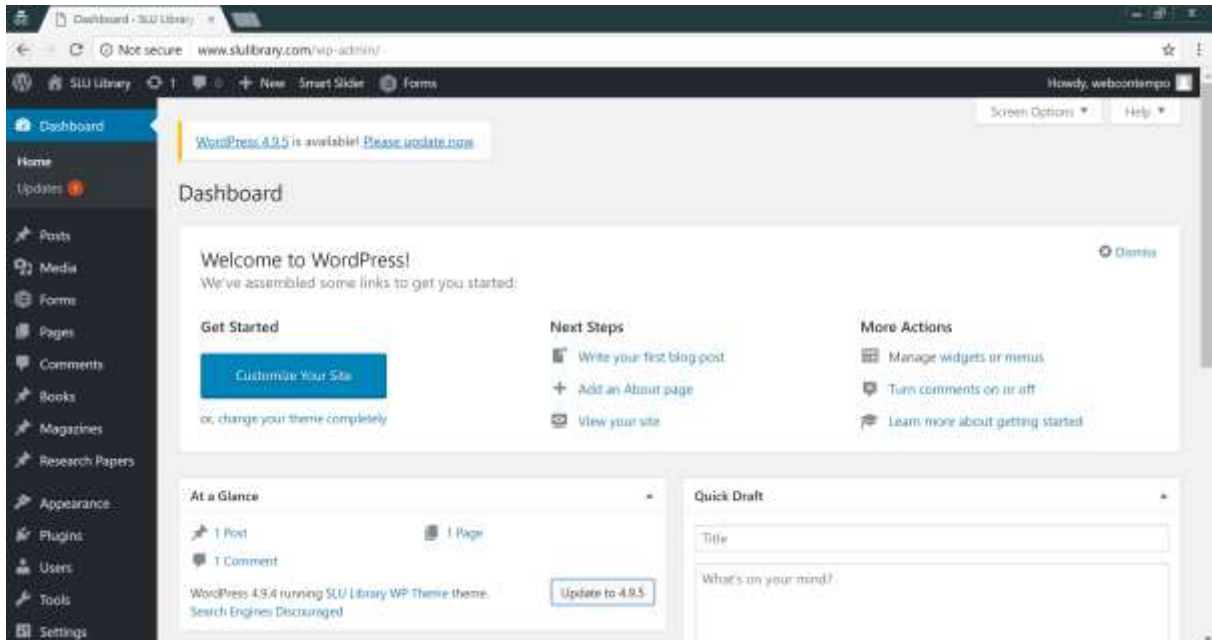 Dashboard - SLU Library
Not secure www.slulibrary.com/wp-admin/
SLU Library 1 0 + New Smart Slider Forms Howdy, webcontempo
Screen Options Help
Dashboard
Home
Updates
Posts
Media
Forms
Pages
Comments
Books
Magazines
Research Papers
Appearance
Plugins
Users
Tools
Settings
WordPress 4.9.5 is available! Please update now.
Dashboard
Welcome to WordPress!
We've assembled some links to get you started:
Dismiss
Get Started
Customize Your Site
or, change your theme completely
Next Steps
Write your first blog post
Add an About page
View your site
More Actions
Manage widgets or menus
Turn comments on or off
Learn more about getting started
At a Glance
1 Post
1 Page
1 Comment
WordPress 4.9.4 running SLU Library WP Theme theme.
Update to 4.9.5
Search Engines Discouraged
Quick Draft
Title
What's on your mind?